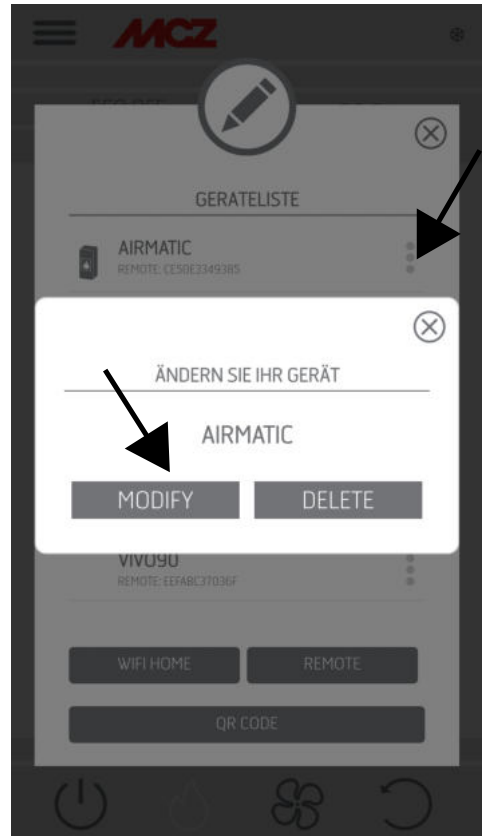 MCZ
GERATELISTE
AIRMATIC
REMOTE: CE50E3349385
ÄNDERN SIE IHR GERÄT
AIRMATIC
MODIFY DELETE
VIVO90
REMOTE: EEFABC37036F
WIFI HOME REMOTE
QR CODE